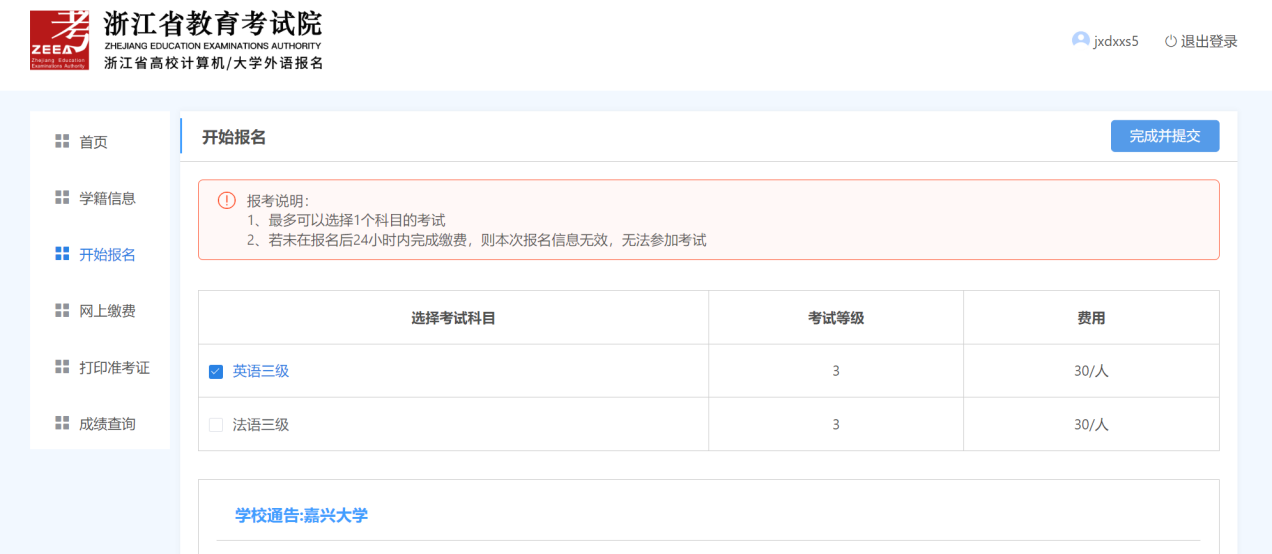 考
ZEEA
Zhejiang Education
Examinations Authority
浙江省教育考试院
ZHEJIANG EDUCATION EXAMINATIONS AUTHORITY
浙江省高校计算机/大学外语报名
jxdxxs5 退出登录
首页
学籍信息
开始报名
网上缴费
打印准考证
成绩查询
开始报名 完成并提交
报考说明:
1、最多可以选择1个科目的考试
2、若未在报名后24小时内完成缴费，则本次报名信息无效，无法参加考试
选择考试科目 考试等级 费用
英语三级 3 30/人
法语三级 3 30/人
学校通告:嘉兴大学